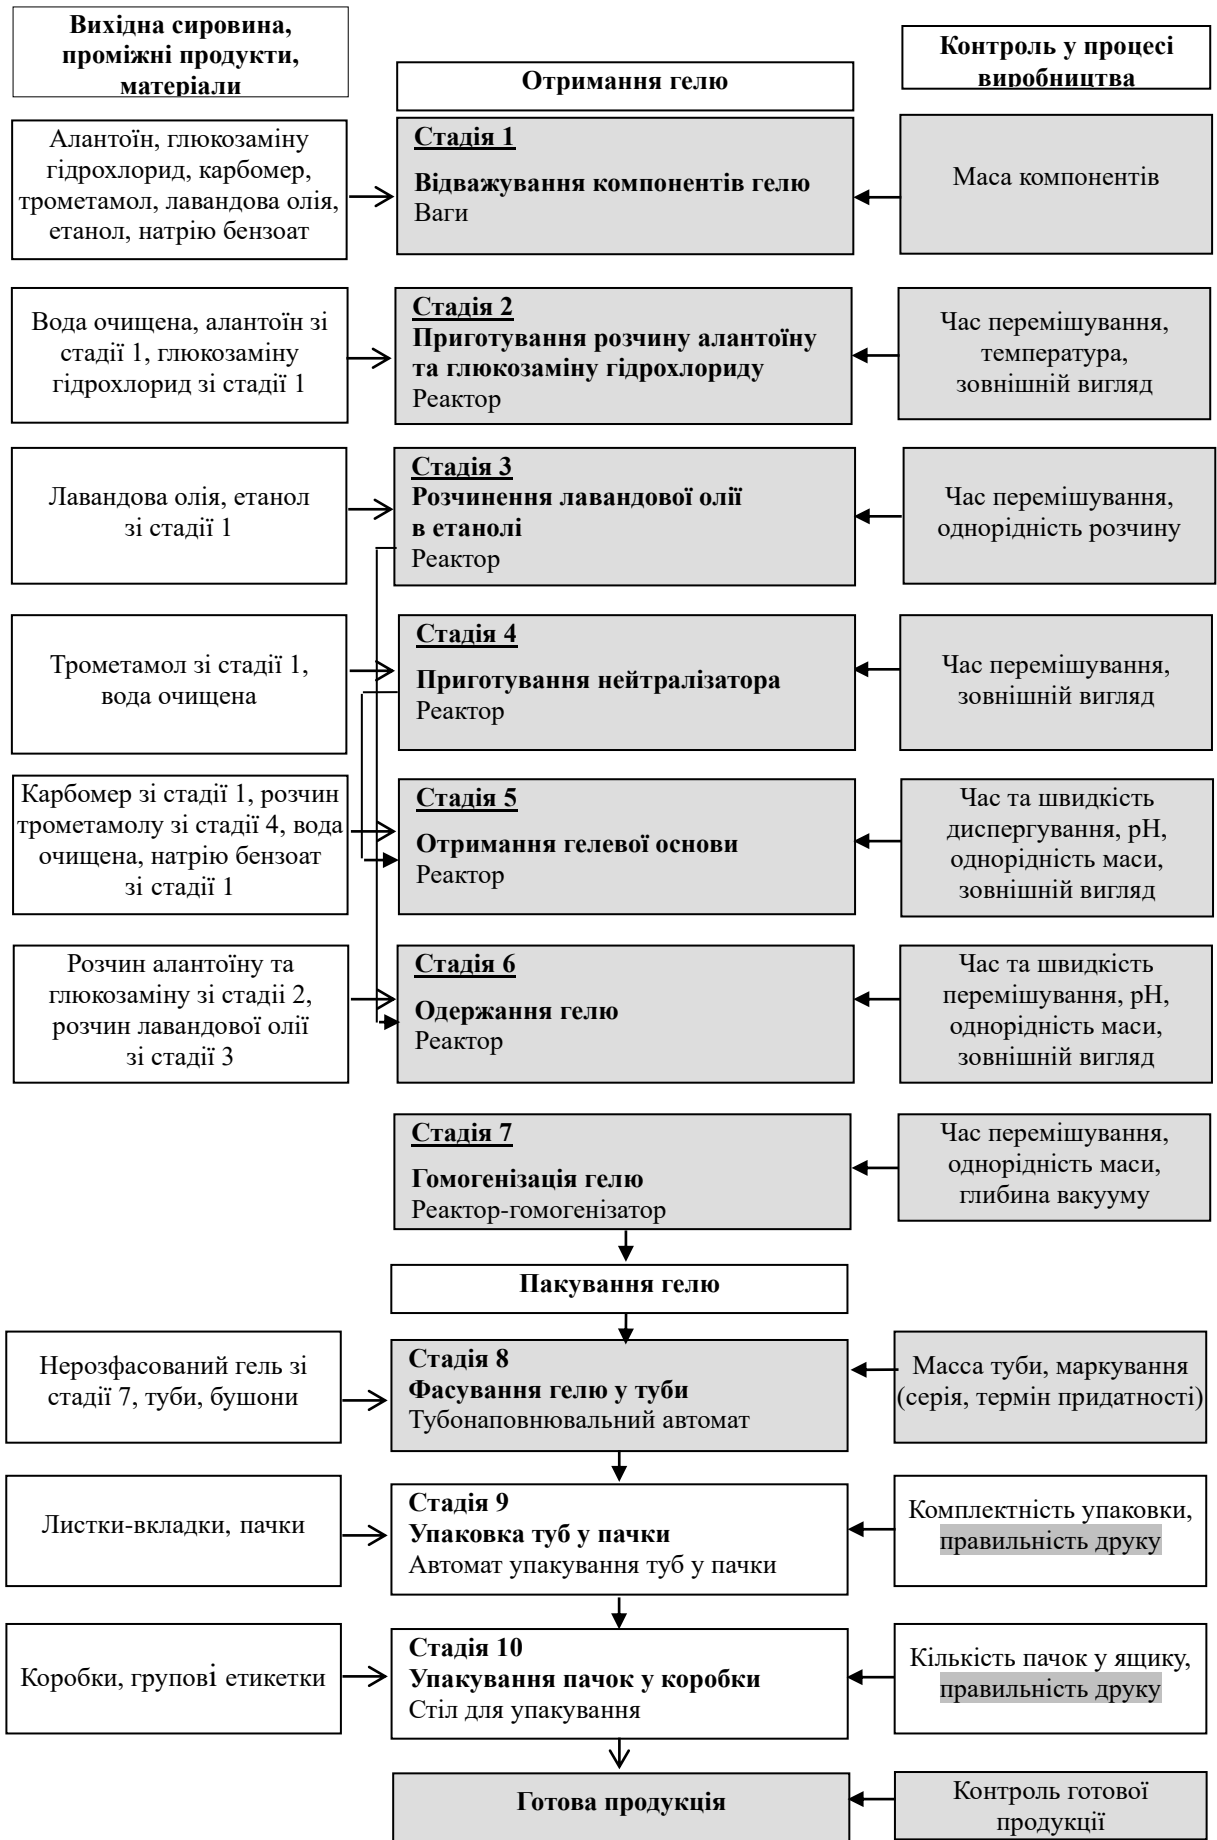 Вихідна сировина,
проміжні продукти,
матеріали
Отримання гелю
Контроль у процесі
виробництва
Алантоїн, глюкозаміну
гідрохлорид, карбомер,
трометамол, лавандова олія,
етанол, натрію бензоат
Стадія 1
Відважування компонентів гелю
Ваги
Маса компонентів
Вода очищена, алантоїн зі
стадії 1, глюкозаміну
гідрохлорид зі стадії 1
Стадія 2
Приготування розчину алантоїну
та глюкозаміну гідрохлориду
Реактор
Час перемішування,
температура,
зовнішній вигляд
Лавандова олія, етанол
зі стадії 1
Стадія 3
Розчинення лавандової олії
в етанолі
Реактор
Час перемішування,
однорідність розчину
Трометамол зі стадії 1,
вода очищена
Стадія 4
Приготування нейтралізатора
Реактор
Час перемішування,
зовнішній вигляд
Карбомер зі стадії 1, розчин
трометамолу зі стадії 4, вода
очищена, натрію бензоат
зі стадії 1
Стадія 5
Отримання гелевої основи
Реактор
Час та швидкість
диспергування, рН,
однорідність маси,
зовнішній вигляд
Розчин алантоїну та
глюкозаміну зі стадіі 2,
розчин лавандової олії
зі стадії 3
Стадія 6
Одержання гелю
Реактор
Час та швидкість
перемішування, рН,
однорідність маси,
зовнішній вигляд
Стадія 7
Гомогенізація гелю
Реактор-гомогенізатор
Час перемішування,
однорідність маси,
глибина вакууму
Пакування гелю
Нерозфасований гель зі
стадії 7, туби, бушони
Стадія 8
Фасування гелю у туби
Тубонаповнювальний автомат
Масса туби, маркування
(серія, термін придатності)
Листки-вкладки, пачки
Стадія 9
Упаковка туб у пачки
Автомат упакування туб у пачки
Комплектність упаковки,
правильність друку
Коробки, групові етикетки
Стадія 10
Упакування пачок у коробки
Стіл для упакування
Кількість пачок у ящику,
правильність друку
Готова продукція
Контроль готової
продукції